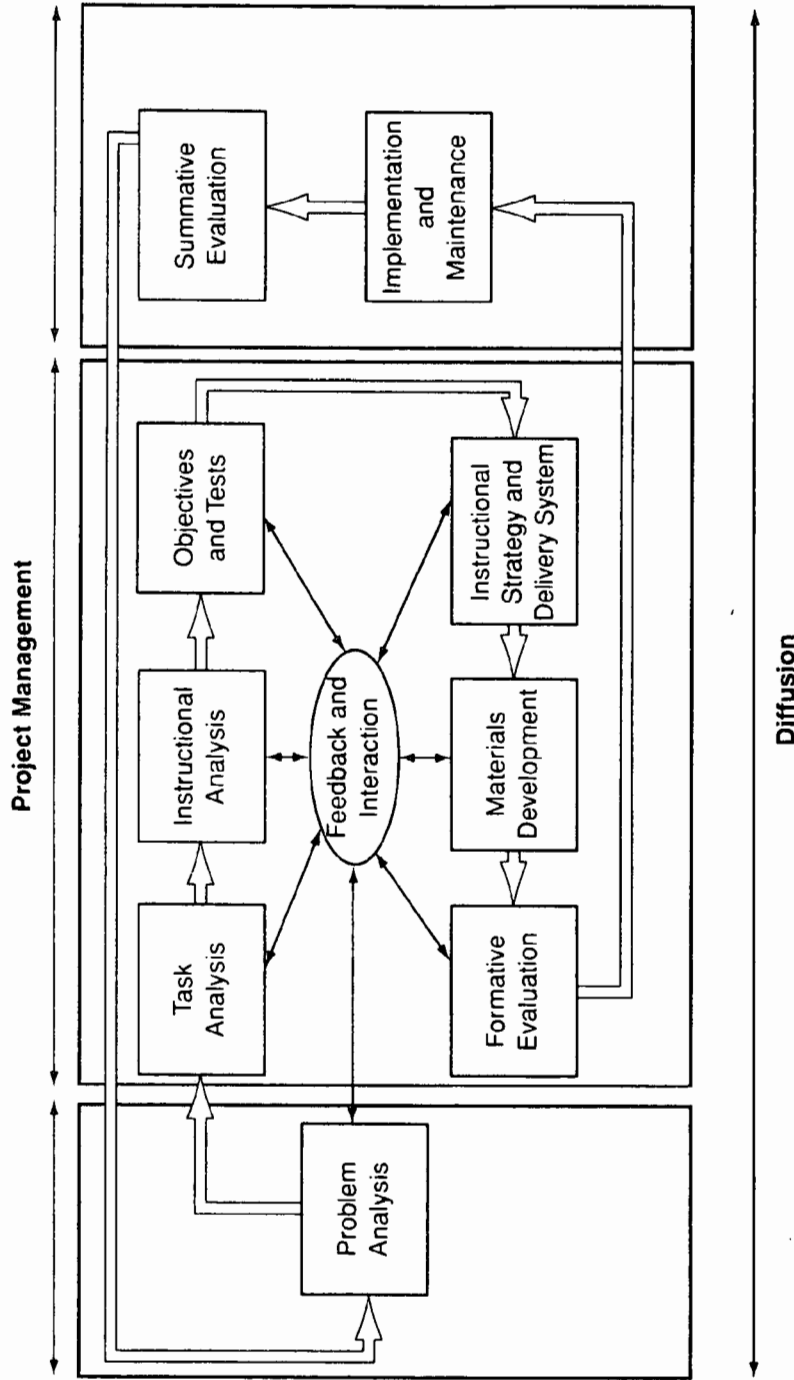 Project Management
Problem
Analysis
Task
Analysis
Instructional
Analysis
Objectives
and Tests
Feedback and
Interaction
Formative
Evaluation
Materials
Development
Instructional
Strategy and
Delivery System
Summative
Evaluation
Implementation
and
Maintenance
Diffusion